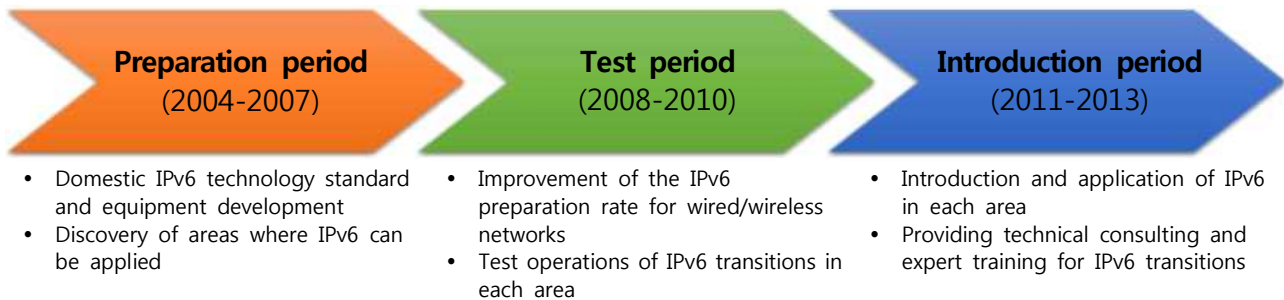 Preparation period
(2004-2007)
Test period
(2008-2010)
Introduction period
(2011-2013)
• Domestic IPv6 technology standard
and equipment development
• Discovery of areas where IPv6 can
be applied
• Improvement of the IPv6
preparation rate for wired/wireless
networks
• Test operations of IPv6 transitions in
each area
• Introduction and application of IPv6
in each area
• Providing technical consulting and
expert training for IPv6 transitions